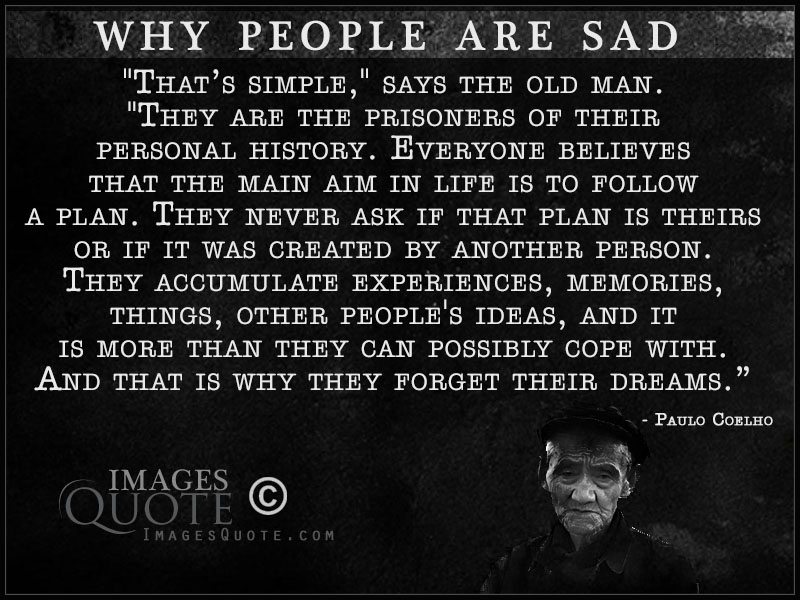 WHY PEOPLE ARE SAD
"THAT'S SIMPLE," SAYS THE OLD MAN.
"THEY ARE THE PRISONERS OF THEIR
PERSONAL HISTORY. EVERYONE BELIEVES
THAT THE MAIN AIM IN LIFE IS TO FOLLOW
A PLAN. THEY NEVER ASK IF THAT PLAN IS THEIRS
OR IF IT WAS CREATED BY ANOTHER PERSON.
THEY ACCUMULATE EXPERIENCES, MEMORIES,
THINGS, OTHER PEOPLE'S IDEAS, AND IT
IS MORE THAN THEY CAN POSSIBLY COPE WITH.
AND THAT IS WHY THEY FORGET THEIR DREAMS.”
- PAULO COELHO
IMAGES
QUOTE ©
IMAGESQUOTE.COM